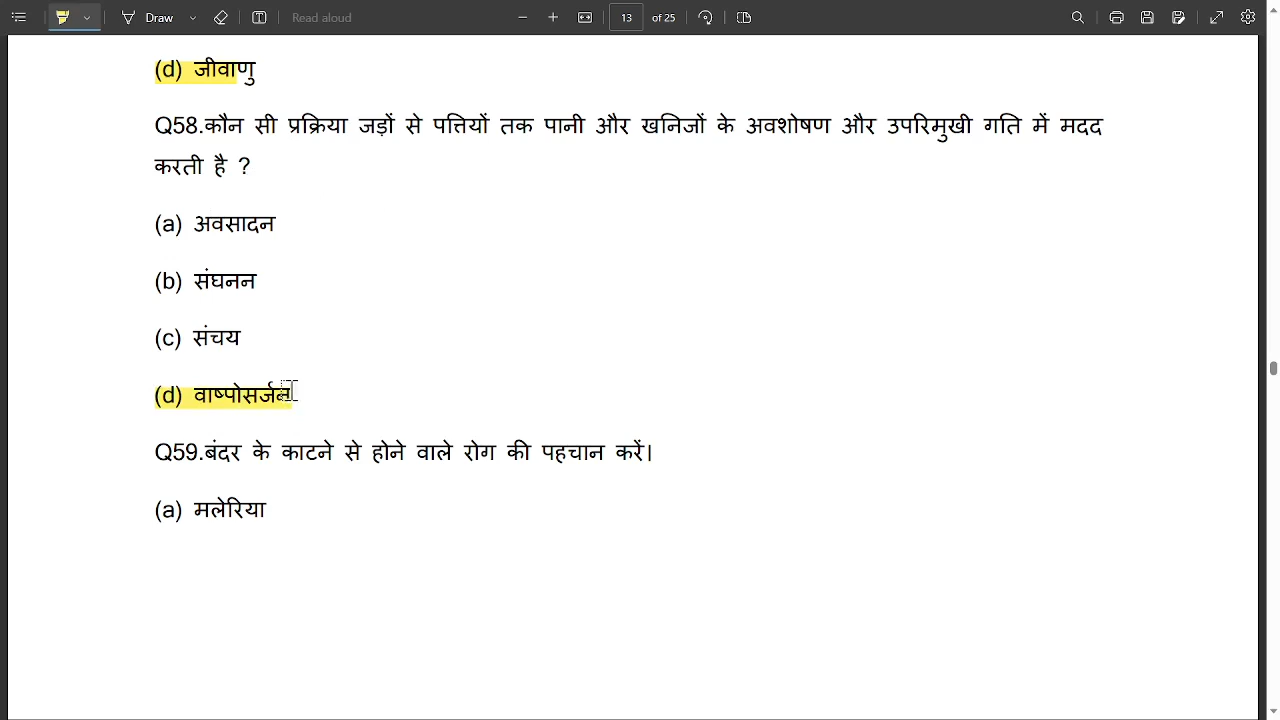 Draw
Read aloud
13
of 25
(d) जीवाणु
Q58.कौन सी प्रक्रिया जड़ों से पत्तियों तक पानी और खनिजों के अवशोषण और उपरिमुखी गति में मदद
करती है ?
(a) अवसादन
(b) संघनन
(c) संचय
(d) वाष्पोसर्जन
Q59.बंदर के काटने से होने वाले रोग की पहचान करें।
(a) मलेरिया